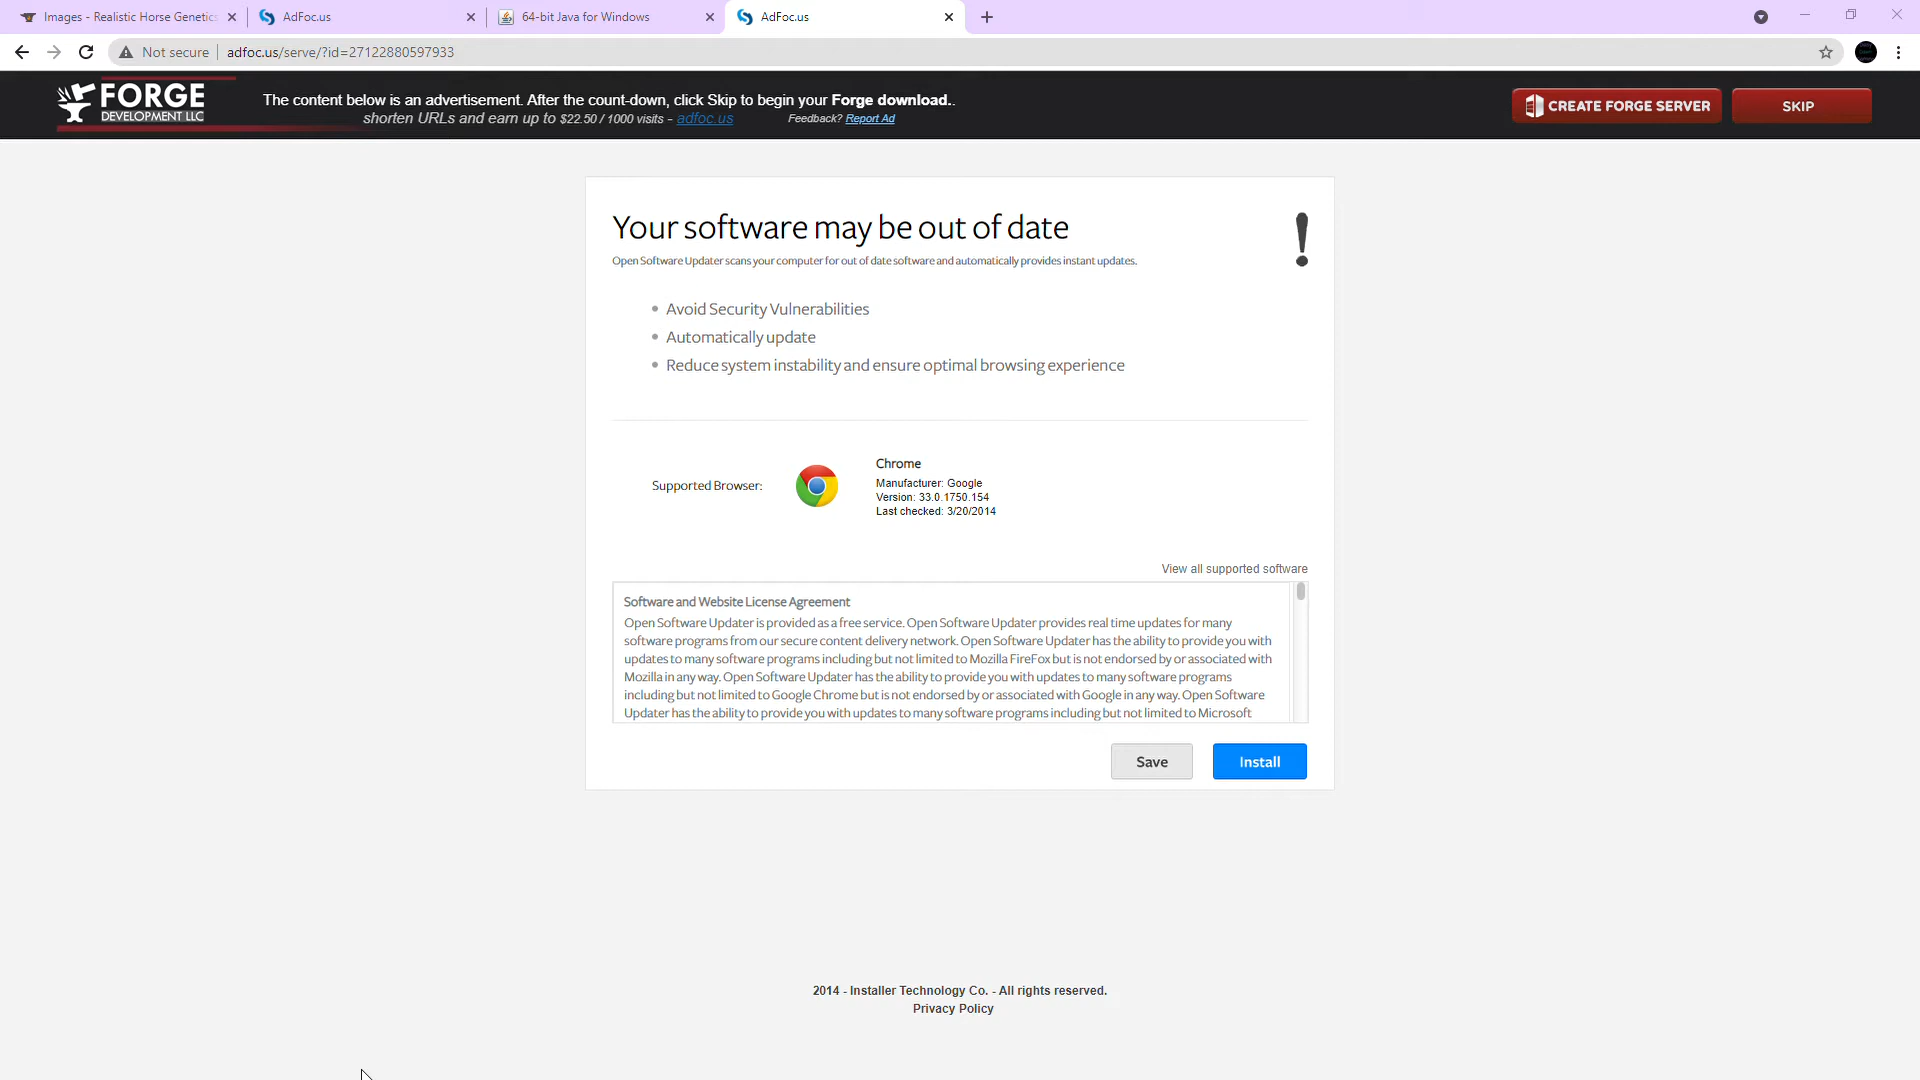 Images - Realistic Horse Genetics
AdFoc.us
64-bit Java for Windows
AdFoc.us
Not secure
adfoc.us/serve/?id=27122880597933
FORGE
DEVELOPMENT LLC
The content below is an advertisement. After the count-down, click Skip to begin your Forge download..
shorten URLs and earn up to $22.50 / 1000 visits - adfoc.us
Feedback? Report Ad
CREATE FORGE SERVER
SKIP
Your software may be out of date
Open Software Updater scans your computer for out of date software and automatically provides instant updates.
• Avoid Security Vulnerabilities
• Automatically update
• Reduce system instability and ensure optimal browsing experience
Supported Browser:
Chrome
Manufacturer: Google
Version: 33.0.1750.154
Last checked: 3/20/2014
View all supported software
Software and Website License Agreement
Open Software Updater is provided as a free service. Open Software Updater provides real time updates for many
software programs from our secure content delivery network. Open Software Updater has the ability to provide you with
updates to many software programs including but not limited to Mozilla FireFox but is not endorsed by or associated with
Mozilla in any way. Open Software Updater has the ability to provide you with updates to many software programs
including but not limited to Google Chrome but is not endorsed by or associated with Google in any way. Open Software
Updater has the ability to provide you with updates to many software programs including but not limited to Microsoft
Save
Install
2014 - Installer Technology Co. - All rights reserved.
Privacy Policy